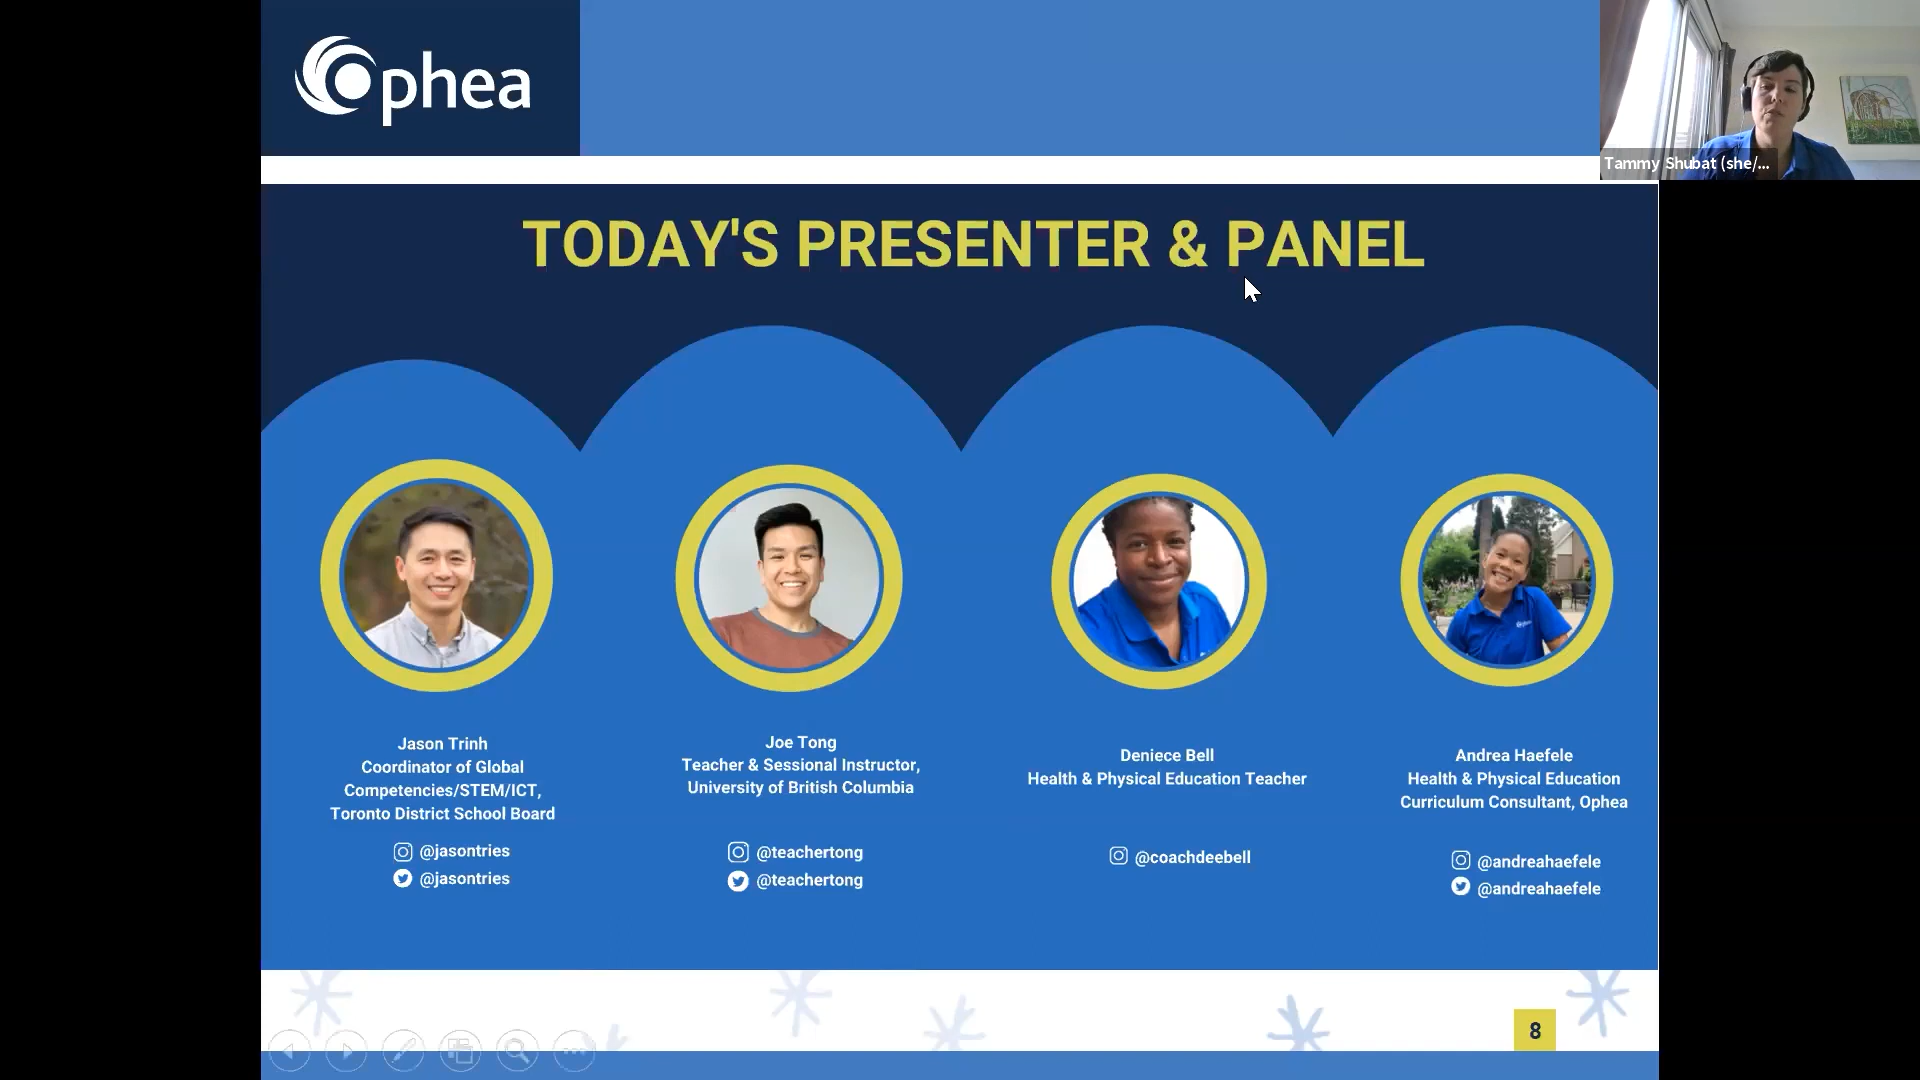 Ophea
Tammy Shubat (she/...
TODAY'S PRESENTER & PANEL
Jason Trinh
Coordinator of Global
Competencies/STEM/ICT,
Toronto District School Board
@jasontries
@jasontries
Joe Tong
Teacher & Sessional Instructor,
University of British Columbia
@teachertong
@teachertong
Deniece Bell
Health & Physical Education Teacher
@coachdeebell
Andrea Haefele
Health & Physical Education
Curriculum Consultant, Ophea
@andreahaefele
@andreahaefele
8